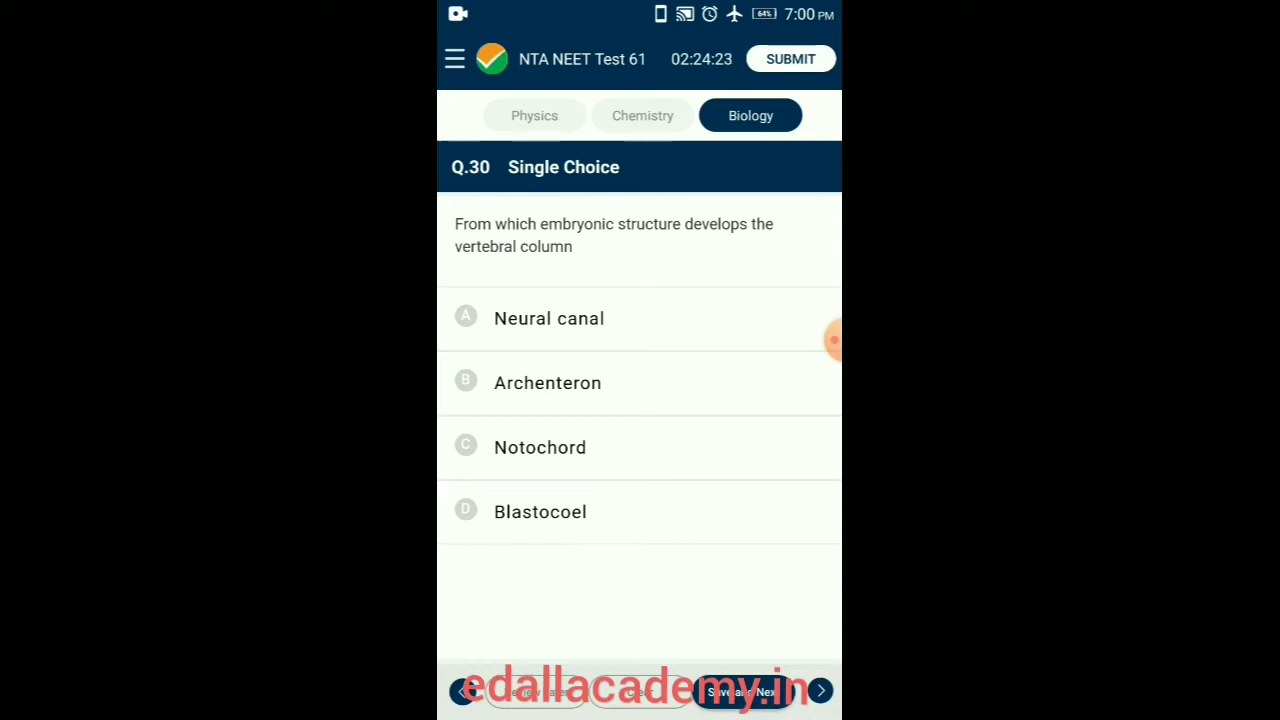 64% 7:00 PM
NTA NEET Test 61 02:24:23 SUBMIT
Physics Chemistry Biology
Q.30 Single Choice
From which embryonic structure develops the
vertebral column
A Neural canal
B Archenteron
C Notochord
D Blastocoel
edallacademy.in